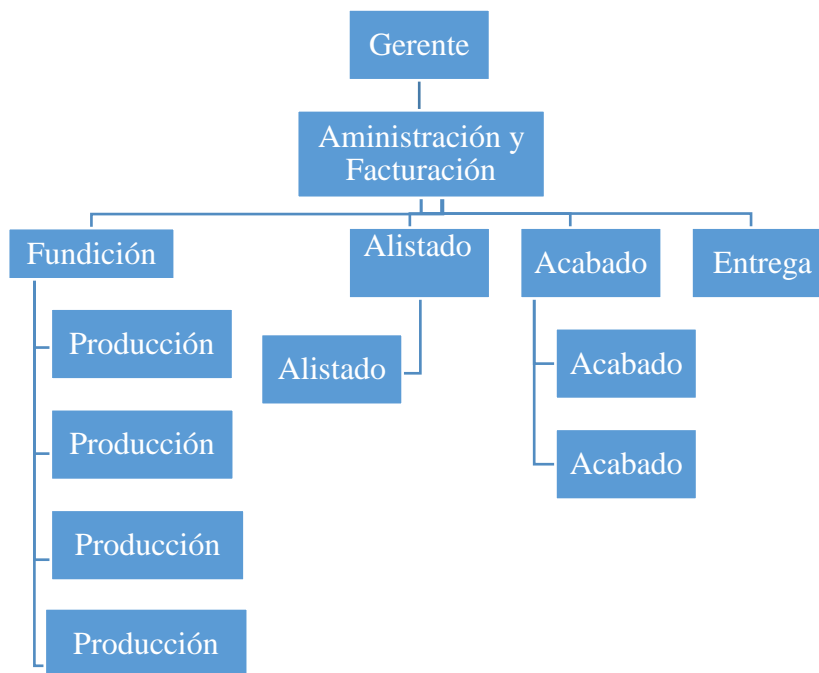 Gerente
Aministración y
Facturación
Fundición
Alistado
Acabado
Entrega
Producción
Alistado
Acabado
Producción
Acabado
Producción
Producción